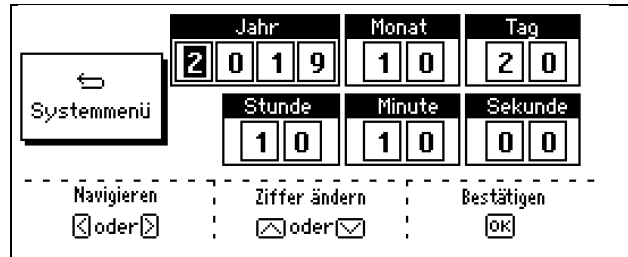 Jahr Monat Tag
2 0 1 9 1 0 2 0
Systemmenü
Stunde Minute Sekunde
1 0 1 0 0 0
Navigieren Ziffer ändern Bestätigen
< oder > ∧ oder ∨ OK